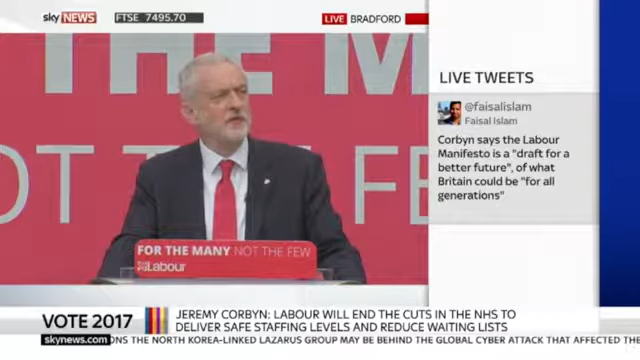 sky NEWS
FTSE 7495.70
LIVE BRADFORD
THE M
OT
T FE
FOR THE MANY NOT THE FEW
Labour
LIVE TWEETS
@faisalislam
Faisal Islam
Corbyn says the Labour
Manifesto is a "draft for a
better future", of what
Britain could be "for all
generations"
VOTE 2017
JEREMY CORBYN: LABOUR WILL END THE CUTS IN THE NHS TO
DELIVER SAFE STAFFING LEVELS AND REDUCE WAITING LISTS
skynews.com
ONS THE NORTH KOREA-LINKED LAZARUS GROUP MAY BE BEHIND THE GLOBAL CYBER ATTACK THAT AFFECTED THE